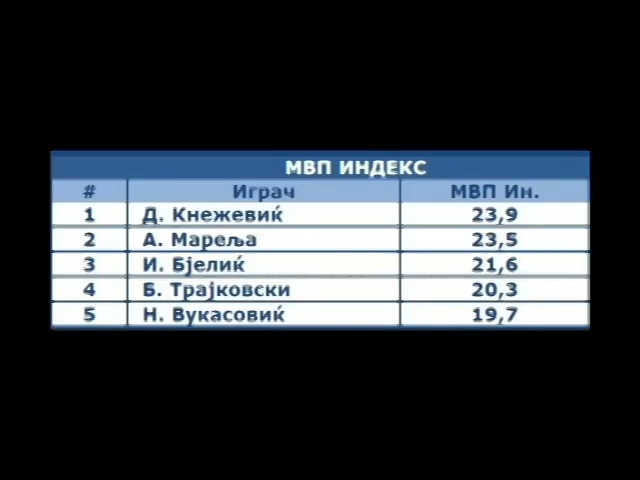 МВП ИНДЕКС
# Играч МВП Ин.
1 Д. Кнежевиќ 23,9
2 А. Мареља 23,5
3 И. Бјелиќ 21,6
4 Б. Трајковски 20,3
5 Н. Вукасовиќ 19,7